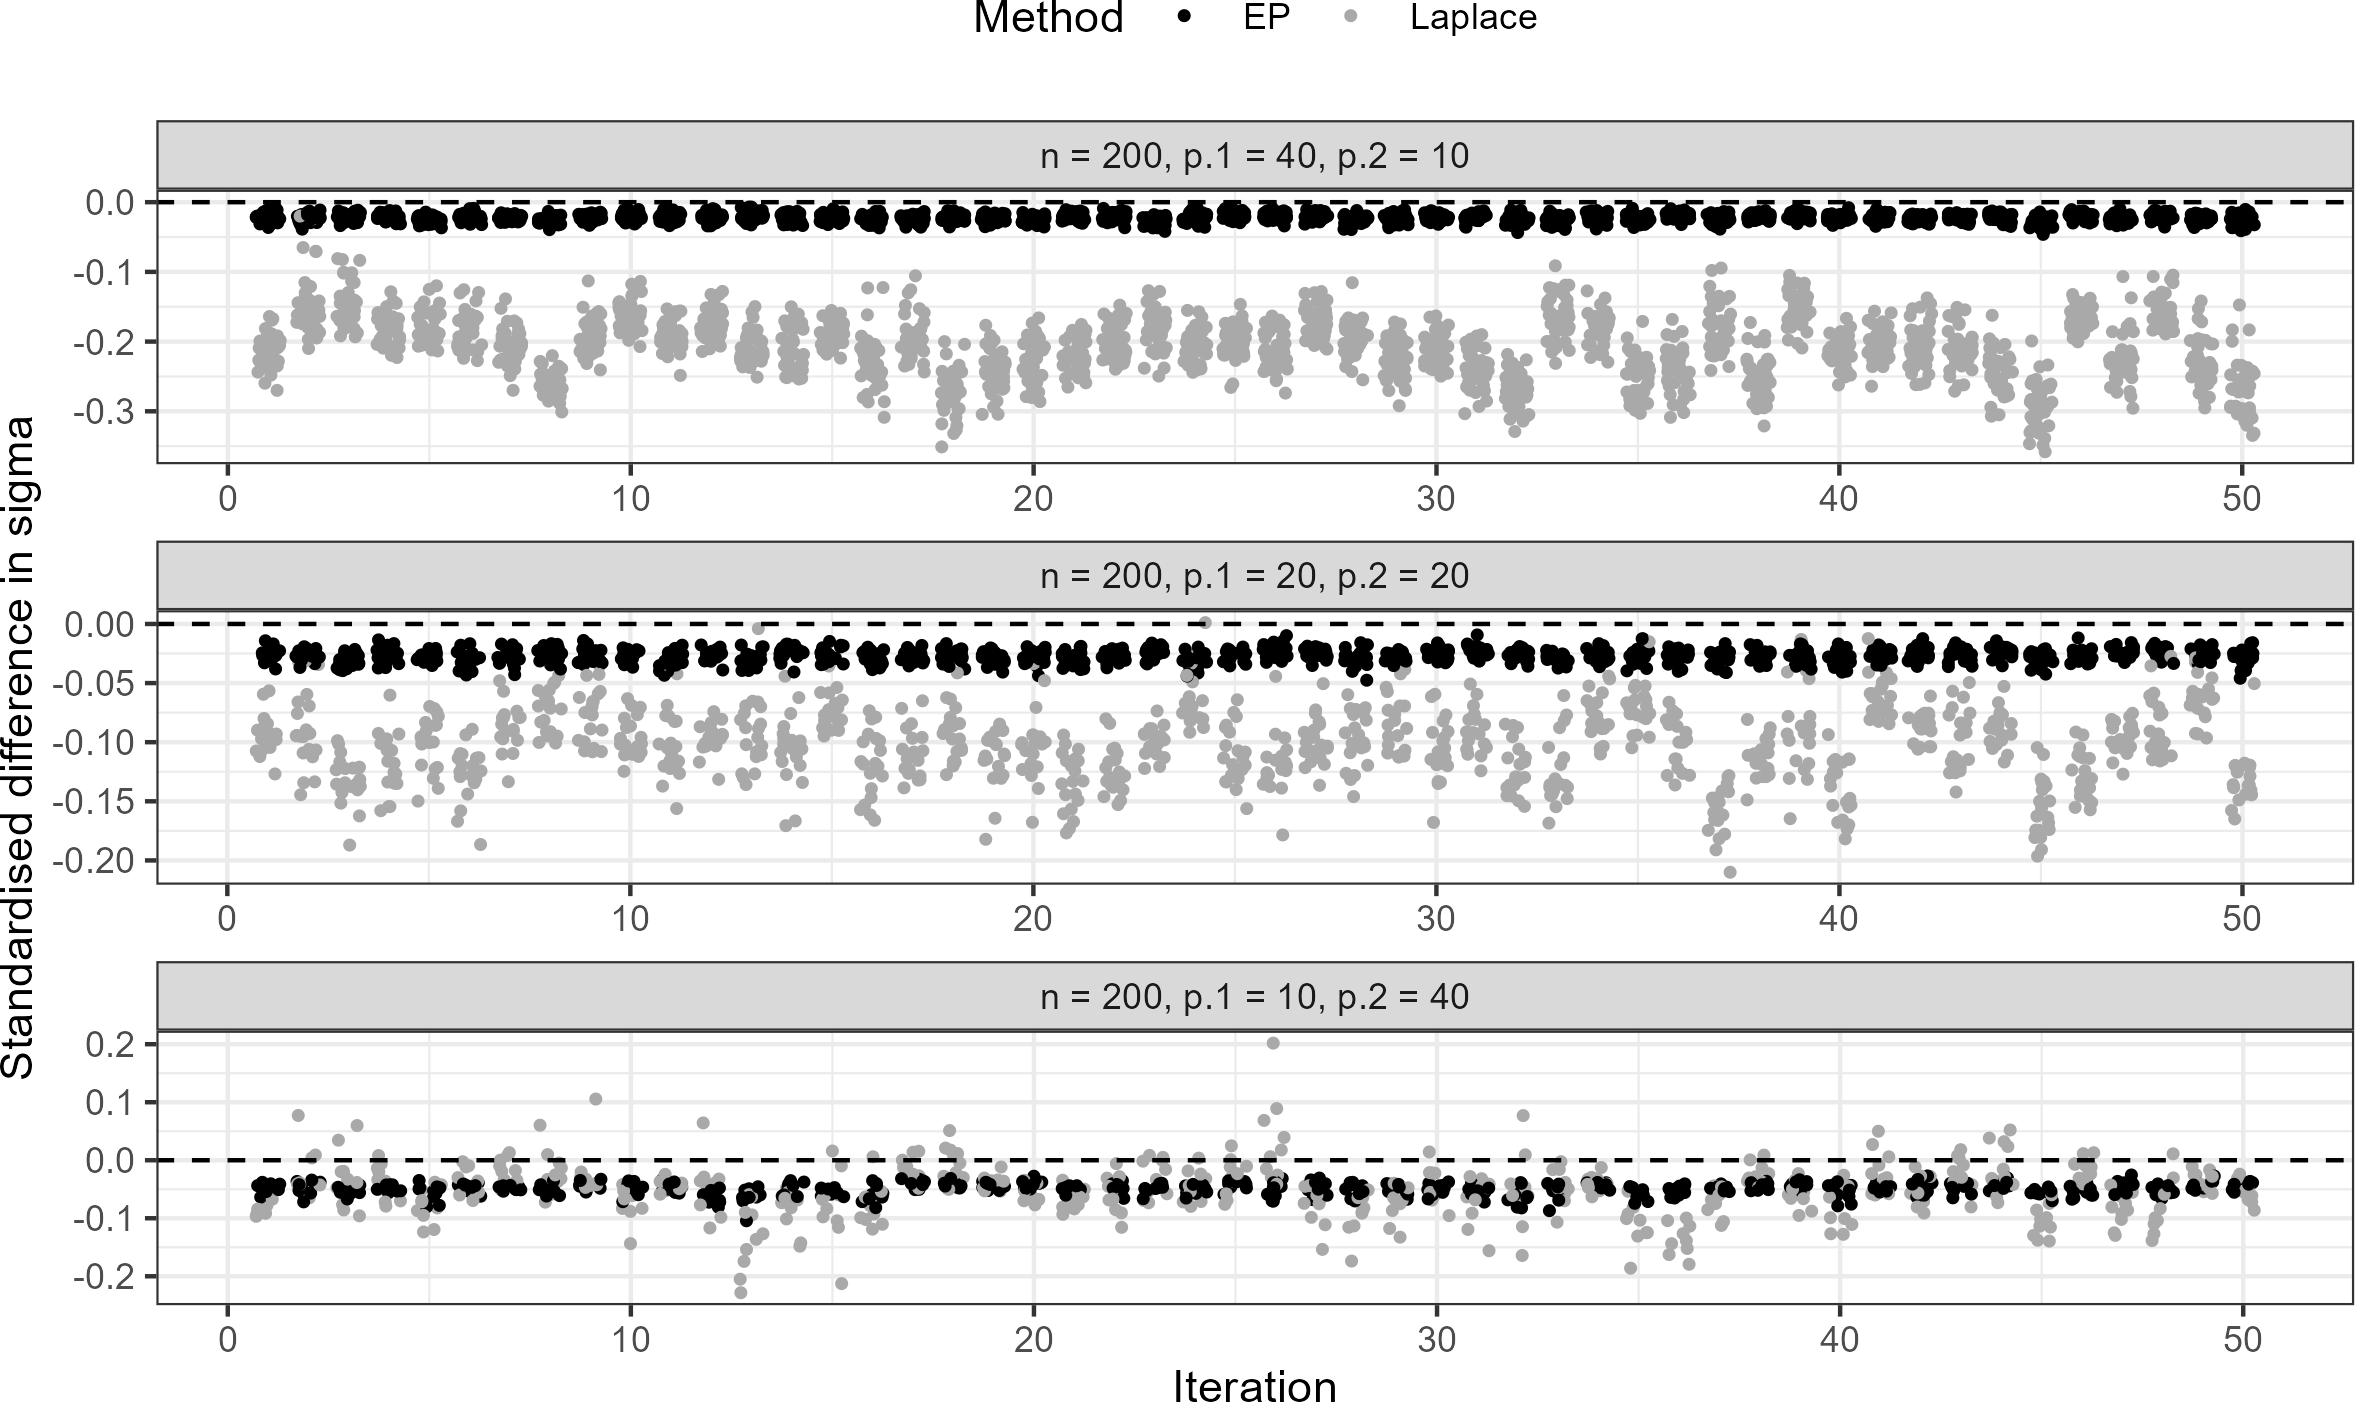 Method EP Laplace
n = 200, p.1 = 40, p.2 = 10
0.0
-0.1
-0.2
-0.3
0 10 20 30 40 50
n = 200, p.1 = 20, p.2 = 20
0.00
-0.05
-0.10
-0.15
-0.20
0 10 20 30 40 50
n = 200, p.1 = 10, p.2 = 40
0.2
0.1
0.0
-0.1
-0.2
0 10 20 30 40 50
Iteration
Standardised difference in sigma